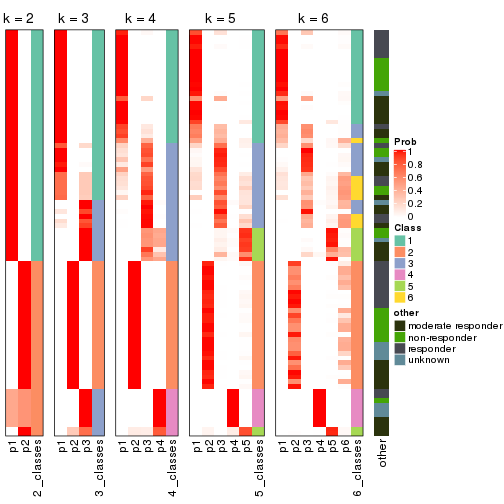 k = 2
k = 3
k = 4
k = 5
k = 6
Prob
1
0.8
0.6
0.4
0.2
0
Class
1
2
3
4
5
6
other
moderate responder
non-responder
responder
unknown
p1
p2
2_classes
p1
p2
p3
3_classes
p1
p2
p3
p4
4_classes
p1
p2
p3
p4
p5
5_classes
p1
p2
p3
p4
p5
p6
6_classes
other